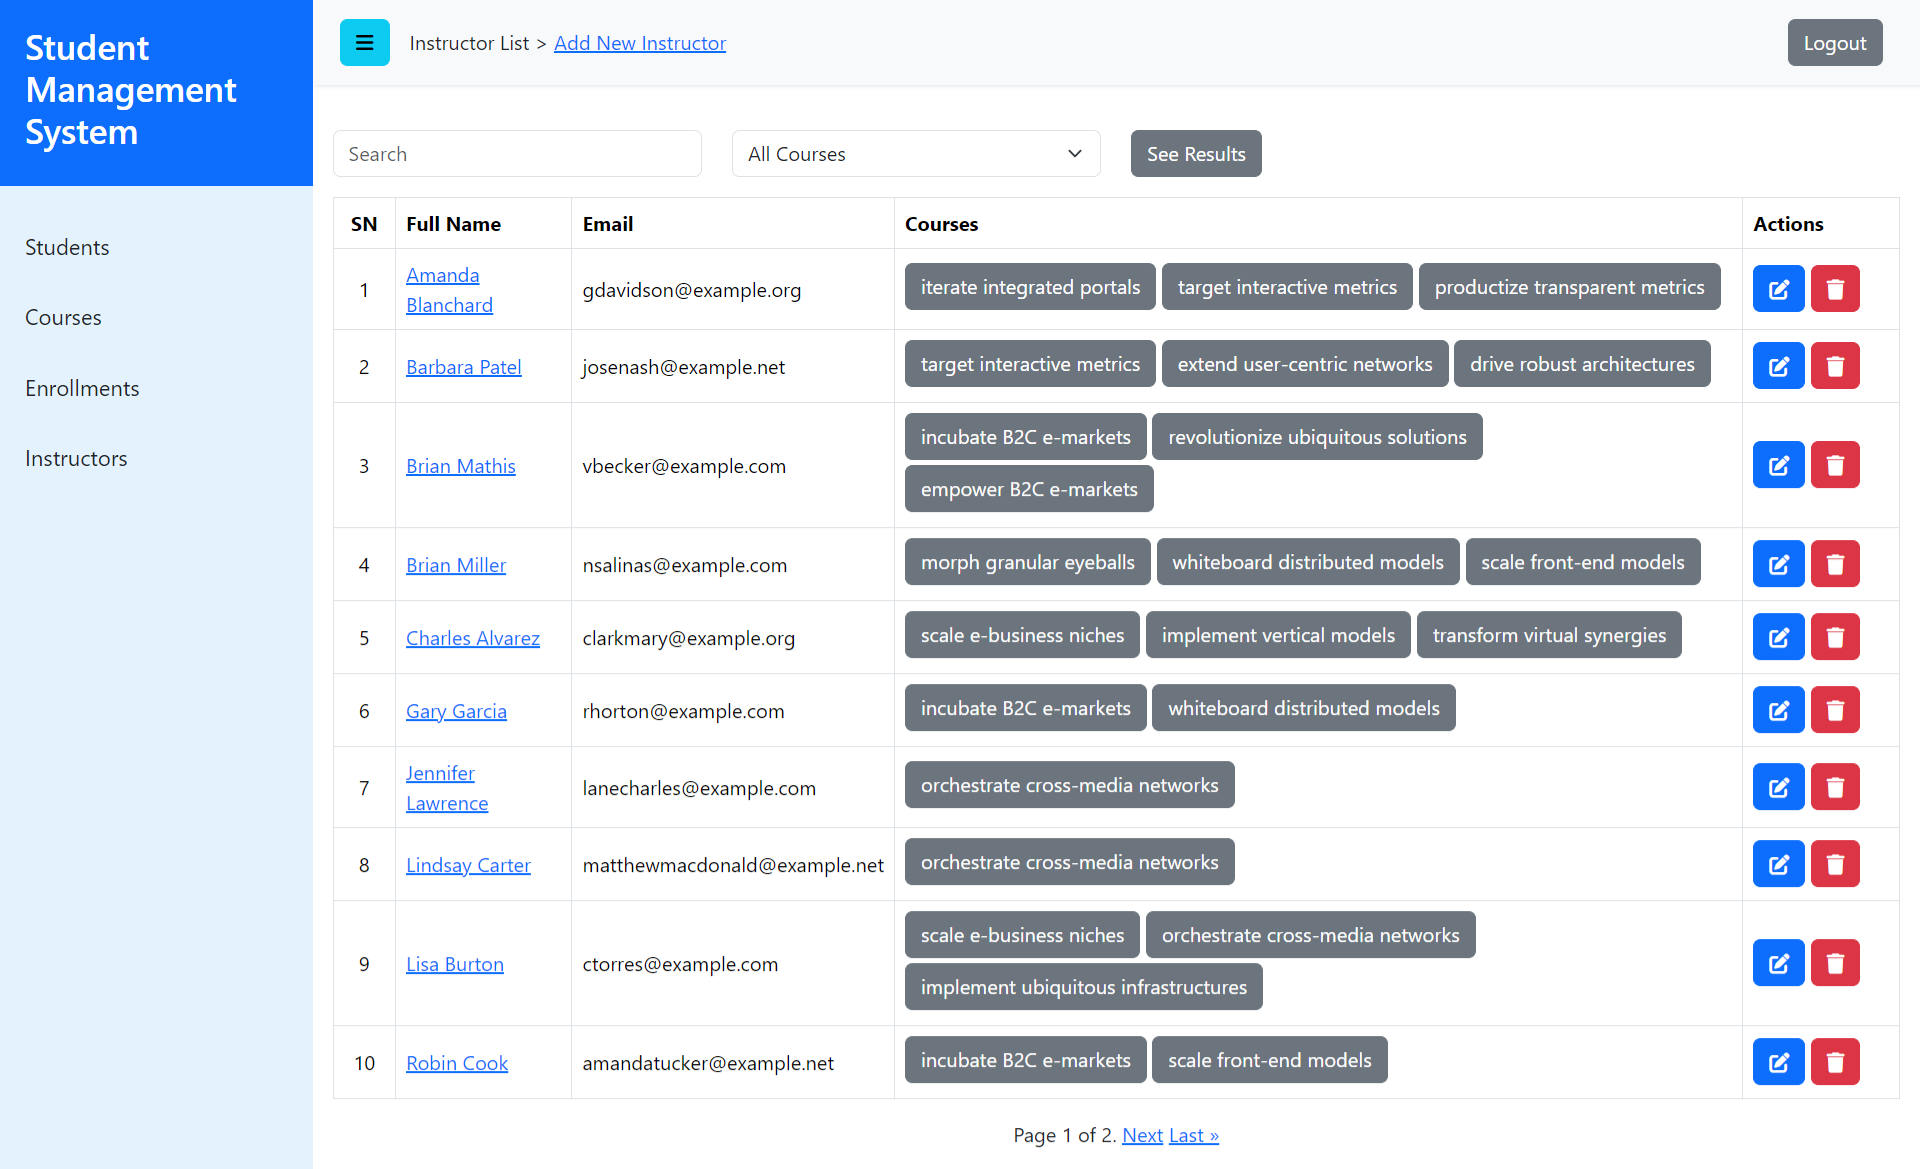 Student
Management
System
Students
Courses
Enrollments
Instructors
Instructor List > Add New Instructor
Logout
Search
All Courses
See Results
SN Full Name Email Courses Actions
1 Amanda Blanchard gdavidson@example.org iterate integrated portals target interactive metrics productize transparent metrics
2 Barbara Patel josenash@example.net target interactive metrics extend user-centric networks drive robust architectures
3 Brian Mathis vbecker@example.com incubate B2C e-markets revolutionize ubiquitous solutions
empower B2C e-markets
4 Brian Miller nsalinas@example.com morph granular eyeballs whiteboard distributed models scale front-end models
5 Charles Alvarez clarkmary@example.org scale e-business niches implement vertical models transform virtual synergies
6 Gary Garcia rhorton@example.com incubate B2C e-markets whiteboard distributed models
7 Jennifer Lawrence lanecharles@example.com orchestrate cross-media networks
8 Lindsay Carter matthewmacdonald@example.net orchestrate cross-media networks
9 Lisa Burton ctorres@example.com scale e-business niches orchestrate cross-media networks
implement ubiquitous infrastructures
10 Robin Cook amandatucker@example.net incubate B2C e-markets scale front-end models
Page 1 of 2. Next Last »